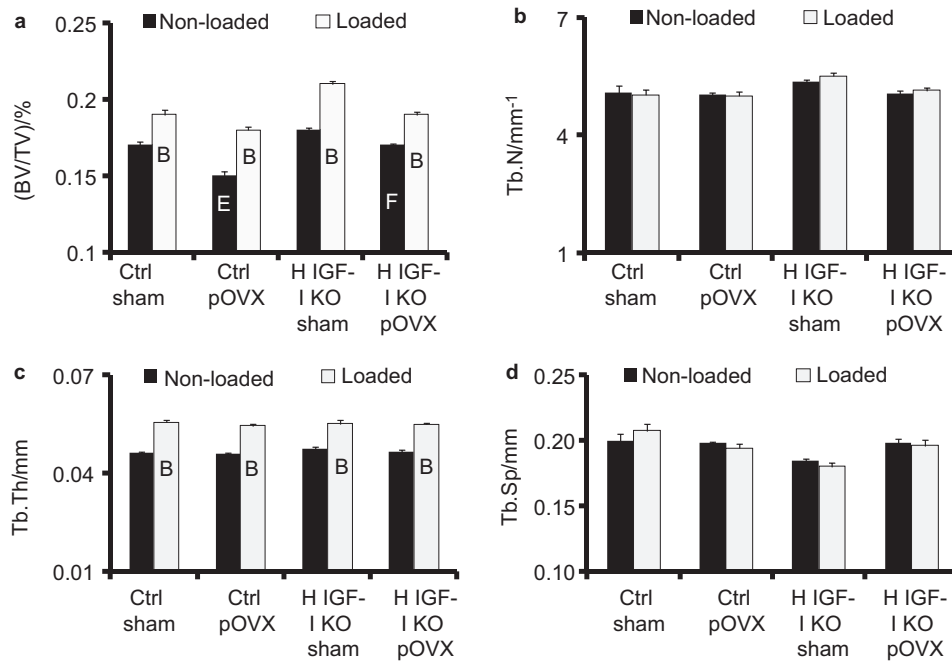 a
Non-loaded Loaded
0.25
0.2
0.15
0.1
(BV/TV)/%
B
E
B
B
F
B
Ctrl sham
Ctrl pOVX
H IGF-I KO sham
H IGF-I KO pOVX
b
Non-loaded Loaded
7
4
1
Tb.N/mm-1
Ctrl sham
Ctrl pOVX
H IGF-I KO sham
H IGF-I KO pOVX
c
Non-loaded Loaded
0.07
0.04
0.01
Tb.Th/mm
B
B
B
B
Ctrl sham
Ctrl pOVX
H IGF-I KO sham
H IGF-I KO pOVX
d
Non-loaded Loaded
0.25
0.20
0.15
0.10
Tb.Sp/mm
Ctrl sham
Ctrl pOVX
H IGF-I KO sham
H IGF-I KO pOVX